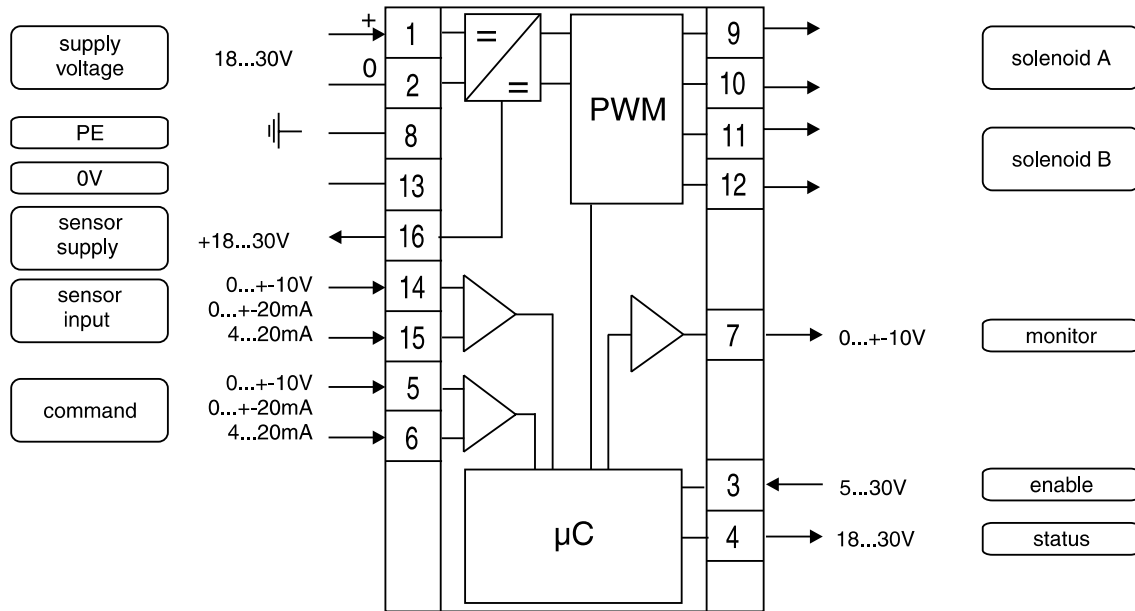 supply
voltage
18...30V
+
0
1
2
=
=
PWM
9
10
11
12
solenoid A
solenoid B
PE
8
0V
13
sensor
supply
+18...30V
16
sensor
input
0...+-10V
0...+-20mA
4...20mA
14
15
7
0...+-10V
monitor
command
0...+-10V
0...+-20mA
4...20mA
5
6
µC
3
5...30V
enable
4
18...30V
status